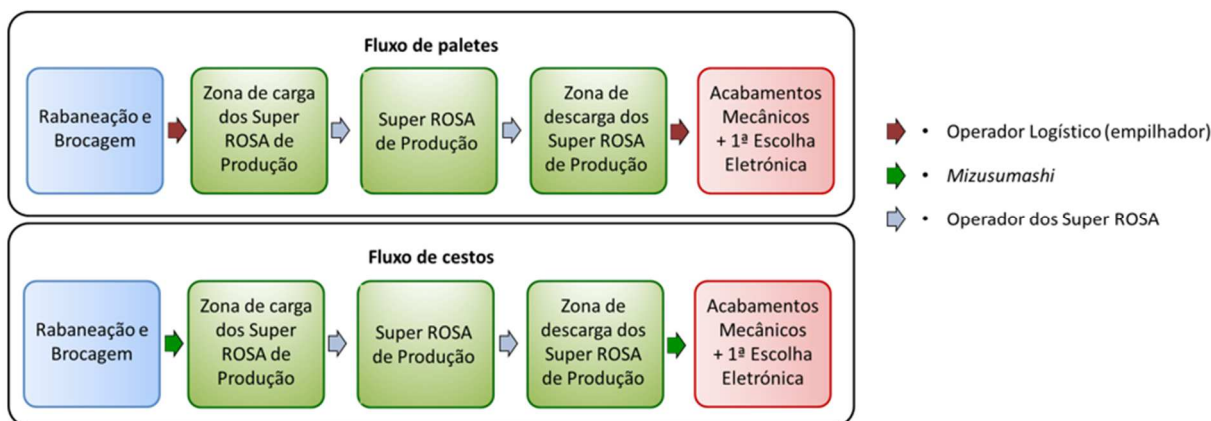 Fluxo de paletes
Rabaneação e
Brocagem
Zona de carga
dos Super
ROSA de
Produção
Super ROSA
de Produção
Zona de
descarga dos
Super ROSA
de Produção
Acabamentos
Mecânicos
+ 1ª Escolha
Eletrónica
Fluxo de cestos
Rabaneação e
Brocagem
Zona de carga
dos Super
ROSA de
Produção
Super ROSA
de Produção
Zona de
descarga dos
Super ROSA
de Produção
Acabamentos
Mecânicos
+ 1ª Escolha
Eletrónica
• Operador Logístico (empilhador)
• Mizusumashi
• Operador dos Super ROSA